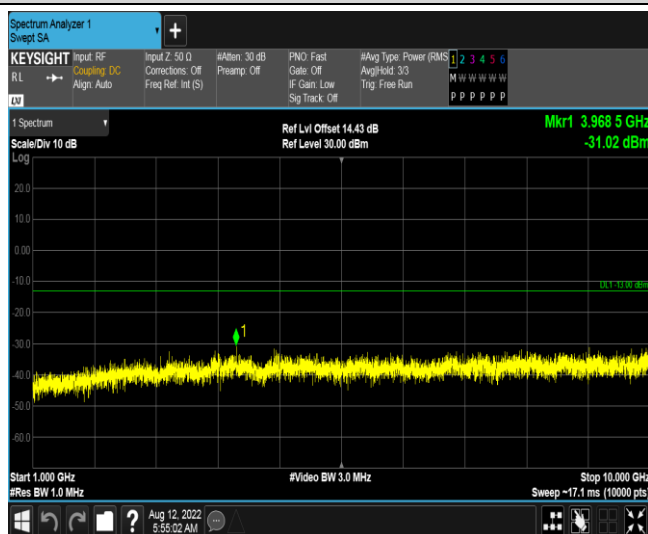 Spectrum Analyzer 1
Swept SA
KEYSIGHT
RL
LXI
Input: RF
Coupling: DC
Align: Auto
Input Z: 50 Ω
Corrections: Off
Freq Ref: Int (S)
#Atten: 30 dB
Preamp: Off
PNO: Fast
Gate: Off
IF Gain: Low
Sig Track: Off
#Avg Type: Power (RMS
Avg|Hold: 3/3
Trig: Free Run
1 2 3 4 5 6
M W W W W W
P P P P P P
1 Spectrum
Scale/Div 10 dB
Log
Ref Lvl Offset 14.43 dB
Ref Level 30.00 dBm
Mkr1 3.968 5 GHz
-31.02 dBm
20.0
10.0
0.00
-10.0
DL1 -13.00 dBm
-20.0
-30.0
1
-40.0
-50.0
-60.0
Start 1.000 GHz
#Res BW 1.0 MHz
#Video BW 3.0 MHz
Stop 10.000 GHz
Sweep ~17.1 ms (10000 pts)
?
Aug 12, 2022
5:55:02 AM